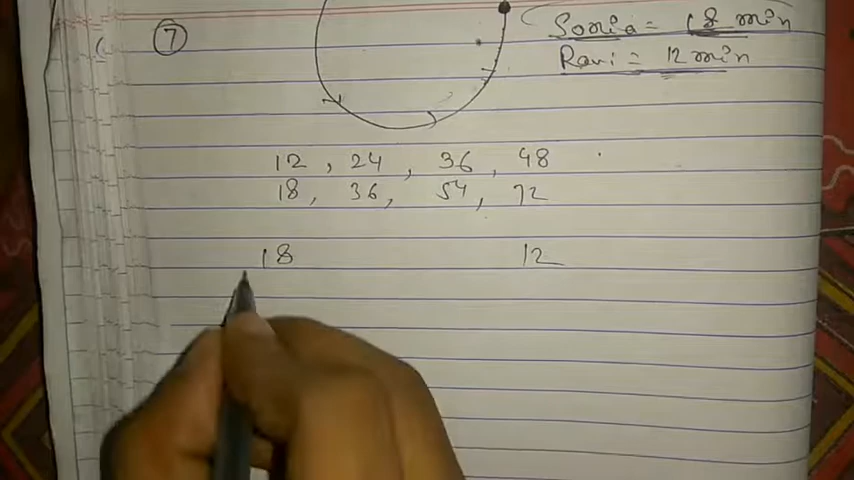 7
Sonia = 18 min
Ravi = 12 min
12 , 24 , 36 , 48
18 , 36 , 54 , 72
18 12